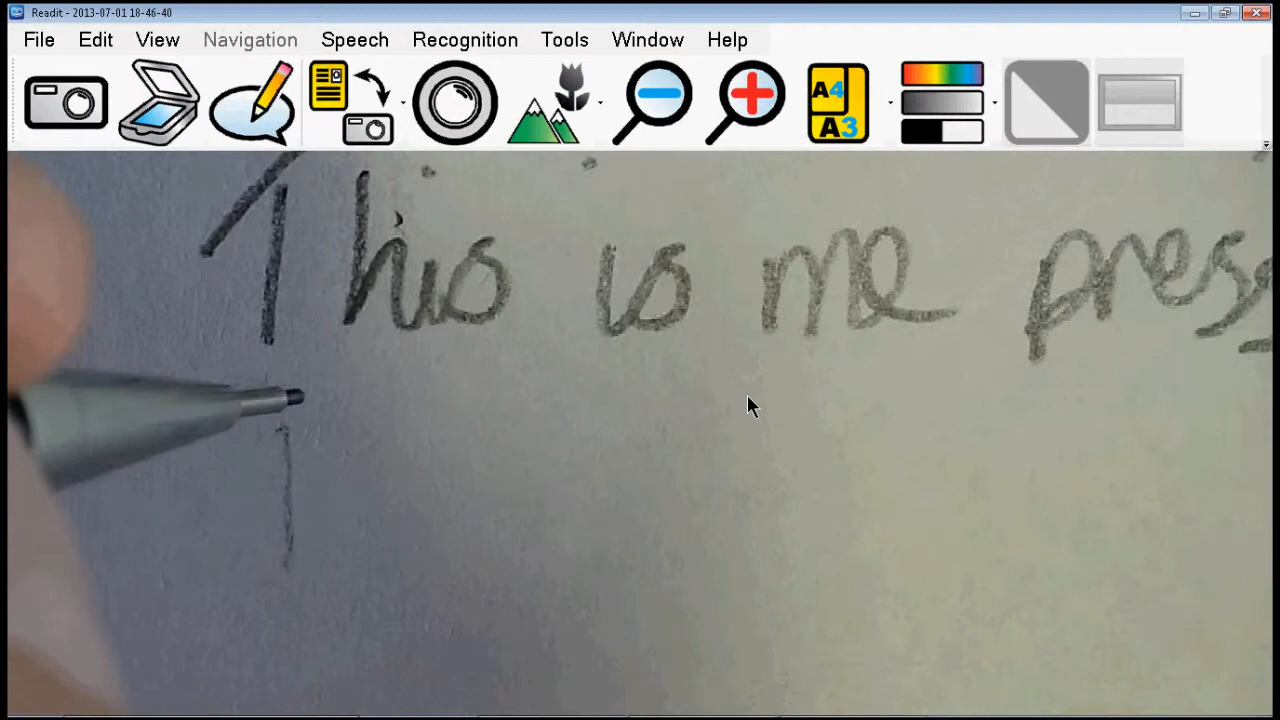 Readit - 2013-07-01 18-46-40
File Edit View Navigation Speech Recognition Tools Window Help
A4
A3
This is me